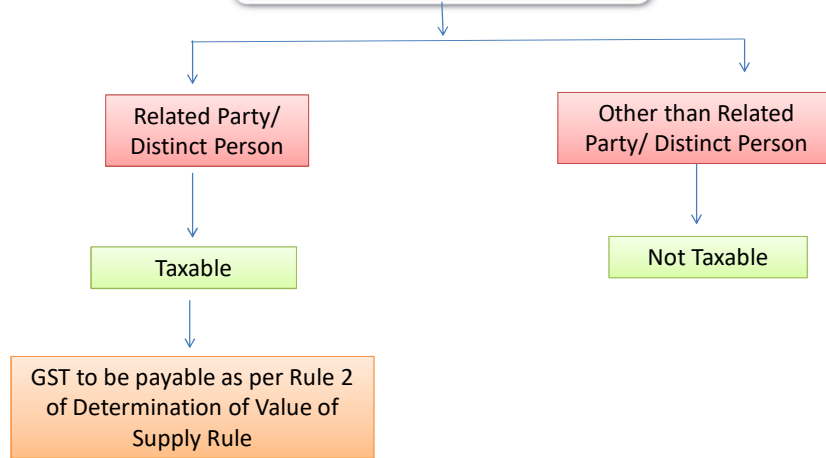 Related Party/
Distinct Person
Other than Related
Party/ Distinct Person
Taxable
Not Taxable
GST to be payable as per Rule 2
of Determination of Value of
Supply Rule